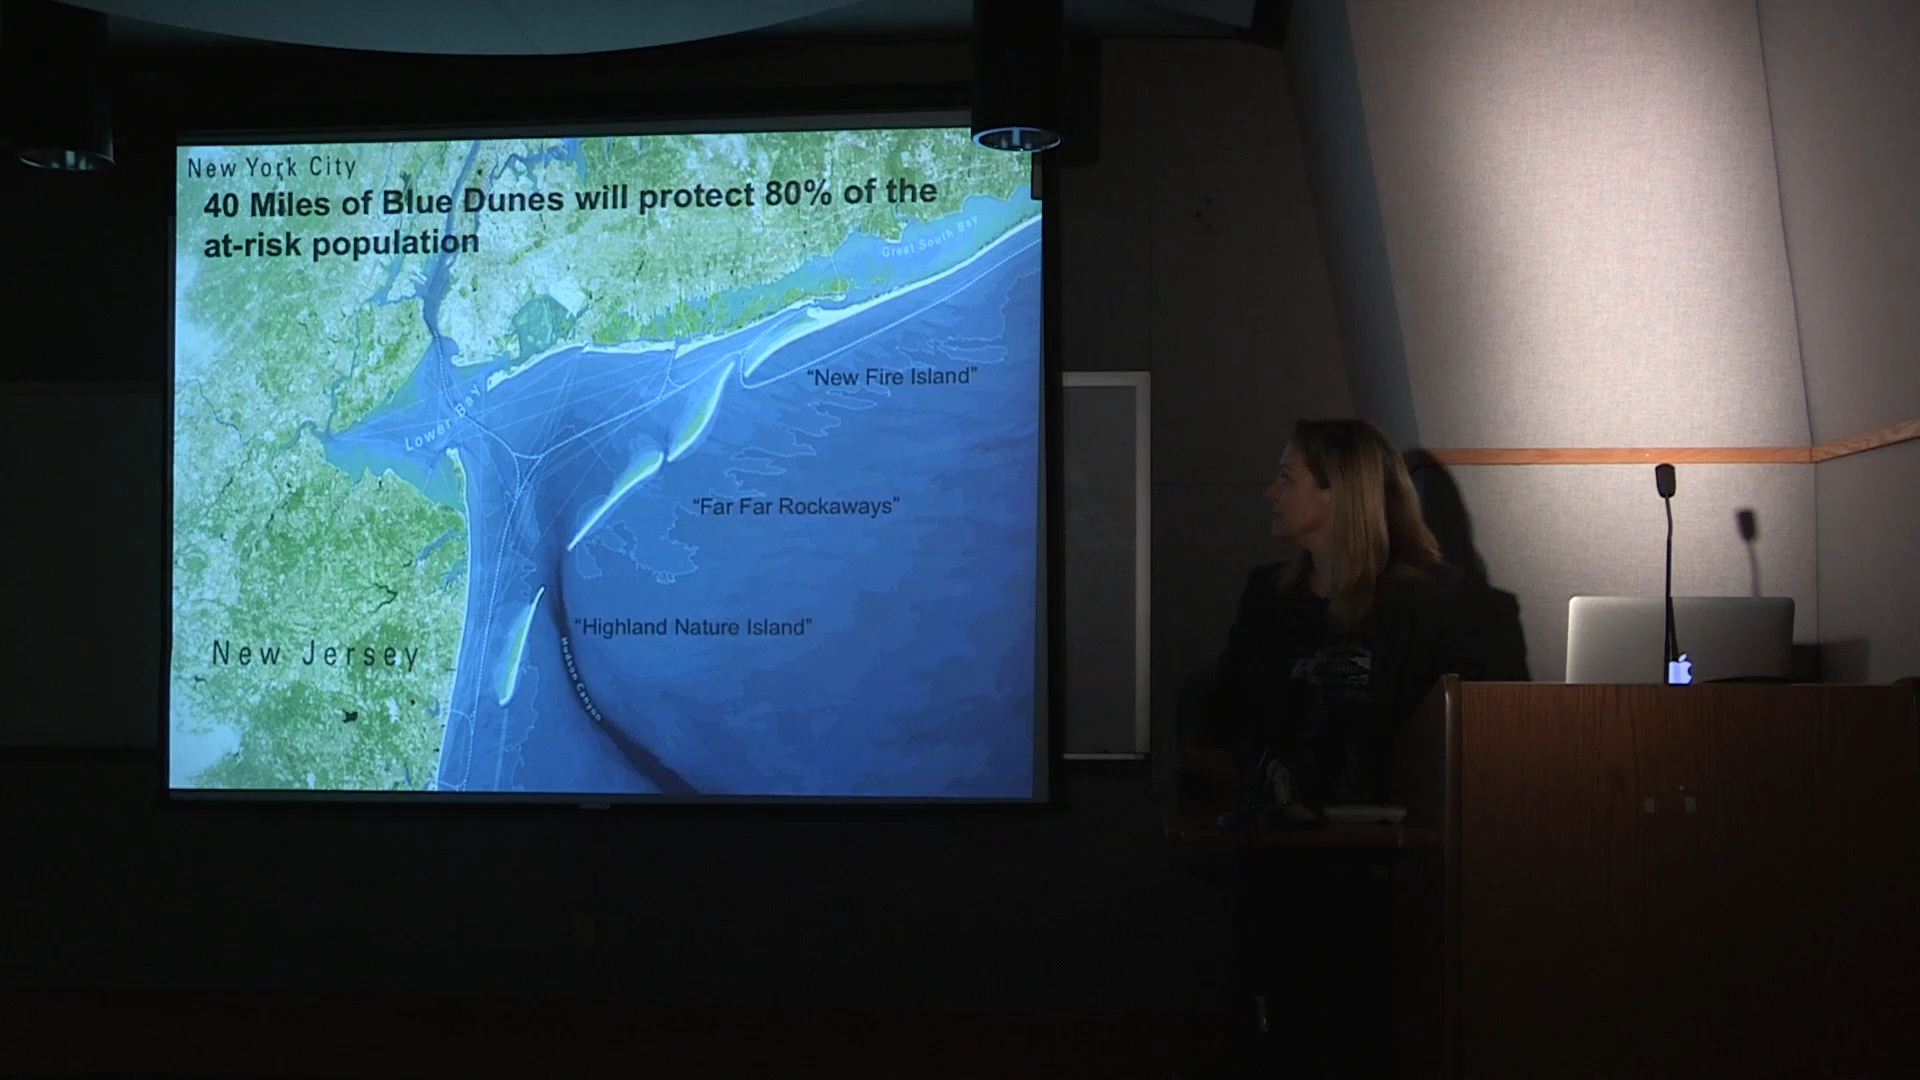 New York City
40 Miles of Blue Dunes will protect 80% of the
at-risk population
Great South Bay
"New Fire Island"
Lower Bay
"Far Far Rockaways"
"Highland Nature Island"
Hudson Canyon
New Jersey